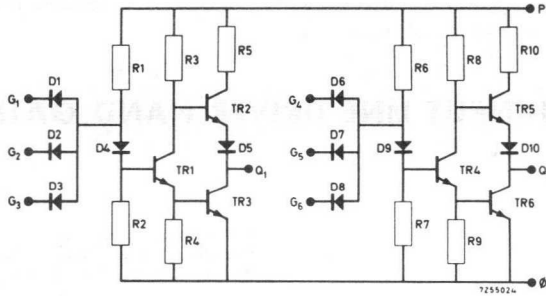 P
R1
R3
R5
R6
R8
R10
D1
D6
G1
G4
TR2
TR5
D2
D4
D5
D7
D9
D10
G2
G5
TR1
Q1
TR4
Q
D3
D8
G3
G6
TR3
TR6
R2
R4
R7
R9
Ø
7Z55024